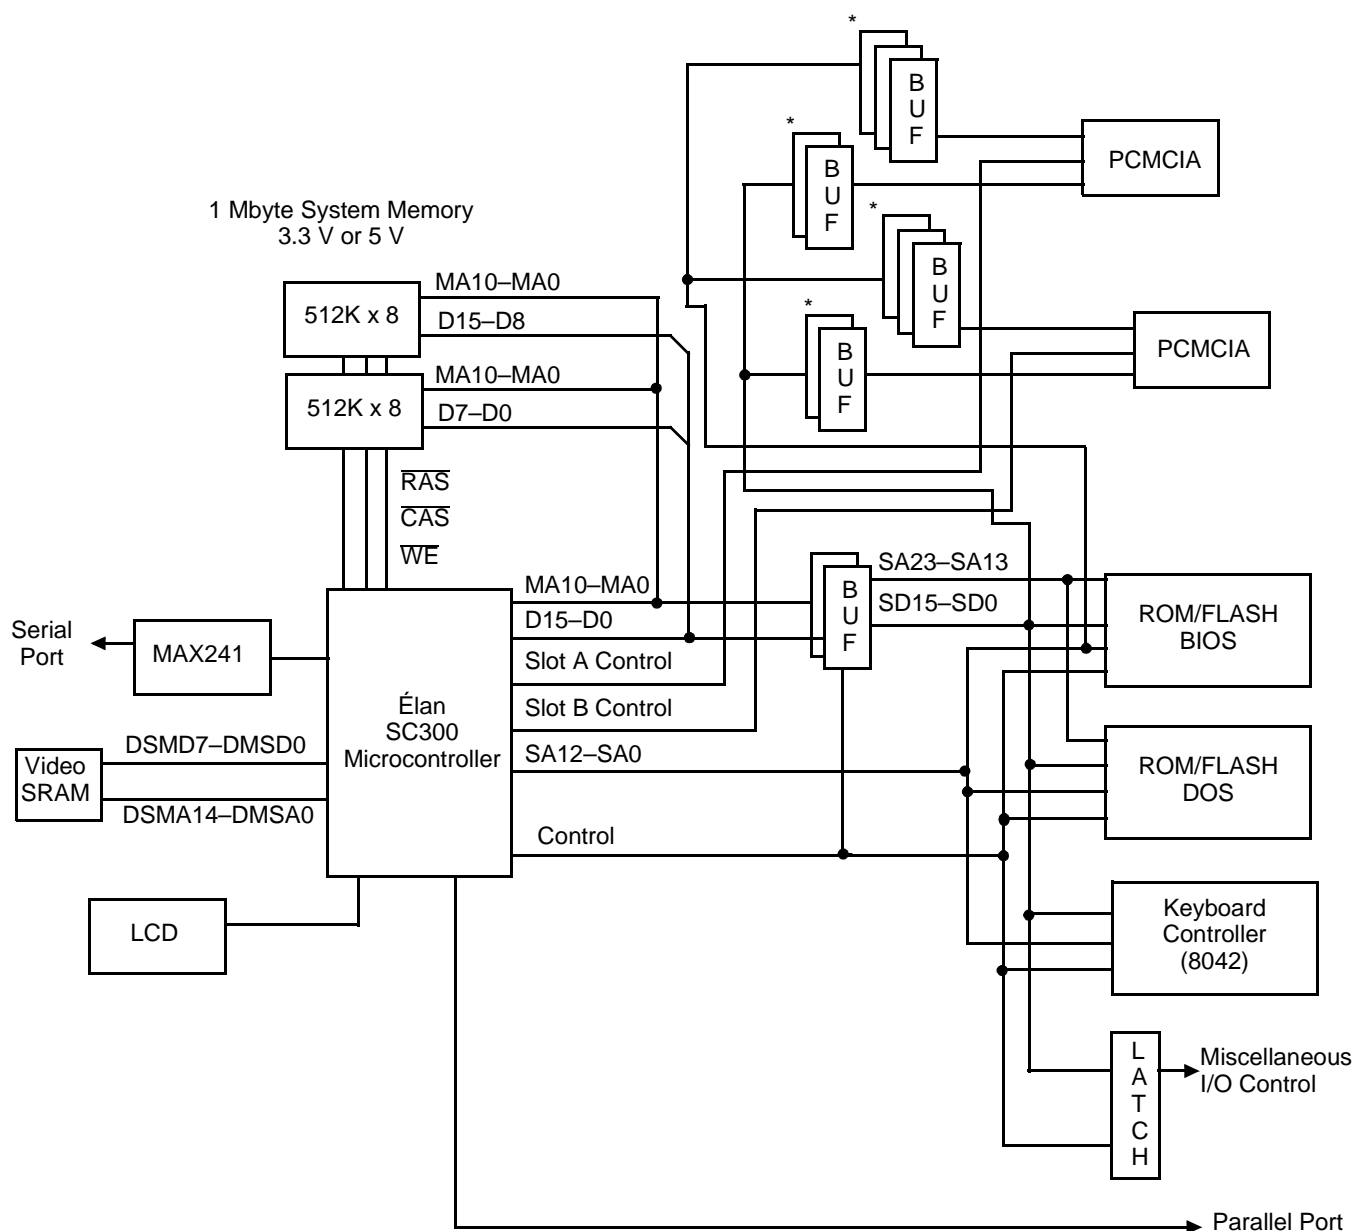 *
B
U
F
*
B
U
F
PCMCIA
1 Mbyte System Memory
3.3 V or 5 V
*
B
U
F
MA10–MA0
512K x 8
D15–D8
*
B
U
F
PCMCIA
MA10–MA0
512K x 8
D7–D0
RAS
CAS
WE
MA10–MA0
D15–D0
Slot A Control
Slot B Control
SA12–SA0
Control
B
U
F
SA23–SA13
SD15–SD0
ROM/FLASH
BIOS
Serial
Port
MAX241
Élan
SC300
Microcontroller
DSMD7–DMSD0
Video
SRAM
DSMA14–DMSA0
ROM/FLASH
DOS
LCD
Keyboard
Controller
(8042)
L
A
T
C
H
Miscellaneous
I/O Control
Parallel Port